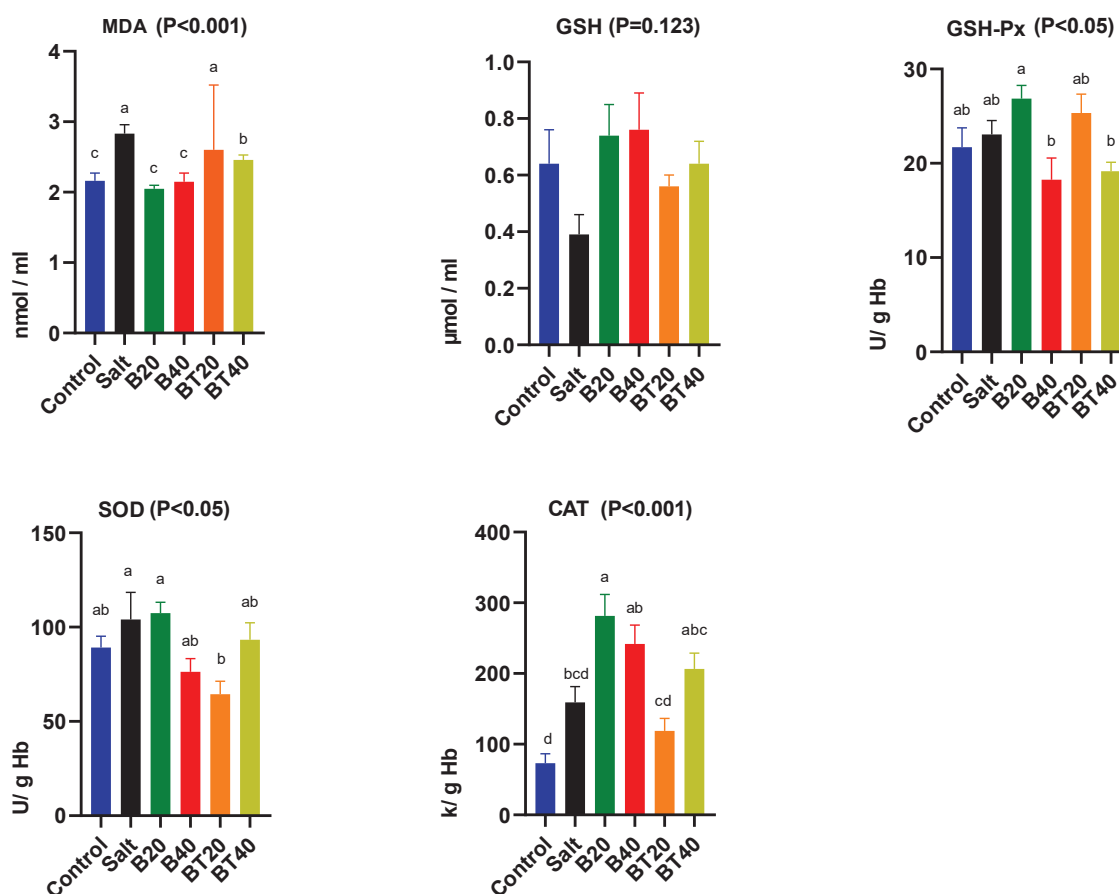 MDA (P<0.001)
4
3
2
1
0
nmol / ml
c
a
c
c
a
b
Control
Salt
B20
B40
BT20
BT40
GSH (P=0.123)
1.0
0.8
0.6
0.4
0.2
0.0
µmol / ml
Control
Salt
B20
B40
BT20
BT40
GSH-Px (P<0.05)
30
20
10
0
U/ g Hb
ab
ab
a
b
ab
b
Control
Salt
B20
B40
BT20
BT40
SOD (P<0.05)
150
100
50
0
U/ g Hb
ab
a
a
ab
b
ab
Control
Salt
B20
B40
BT20
BT40
CAT (P<0.001)
400
300
200
100
0
k/ g Hb
d
bcd
a
ab
cd
abc
Control
Salt
B20
B40
BT20
BT40